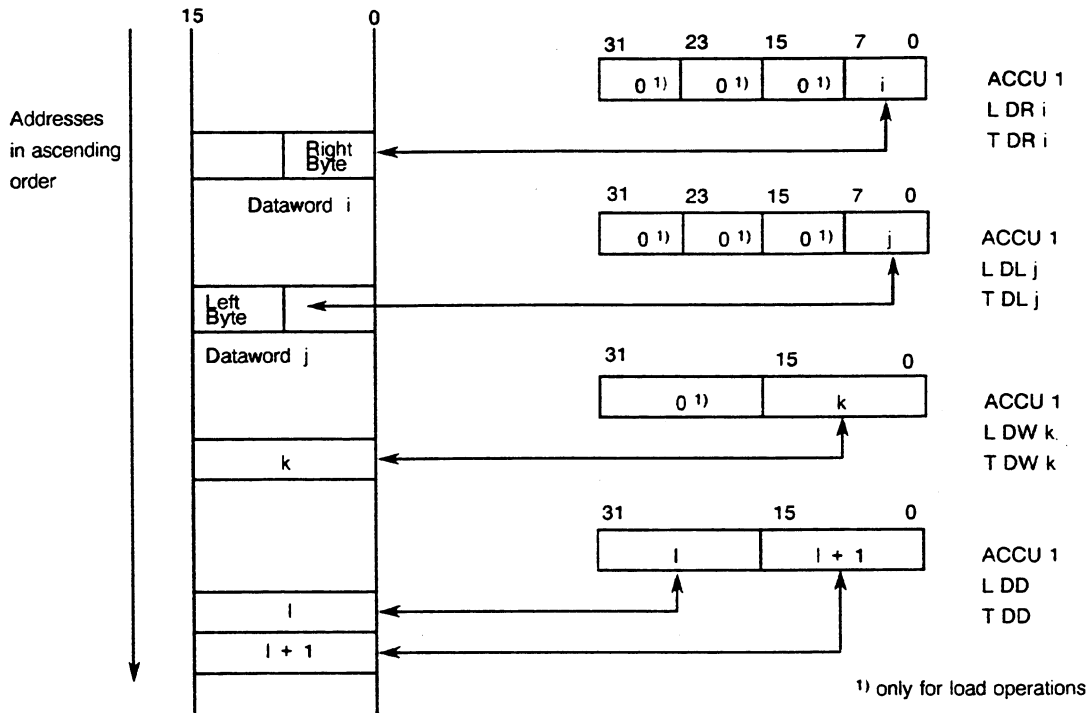 15 0
Addresses
in ascending
order
Right
Byte
Dataword i
Left
Byte
Dataword j
k
l
l + 1
31 23 15 7 0
0 1) 0 1) 0 1) i
ACCU 1
L DR i
T DR i
31 23 15 7 0
0 1) 0 1) 0 1) j
ACCU 1
L DL j
T DL j
31 15 0
0 1) k
ACCU 1
L DW k.
T DW k
31 15 0
l l + 1
ACCU 1
L DD
T DD
1) only for load operations